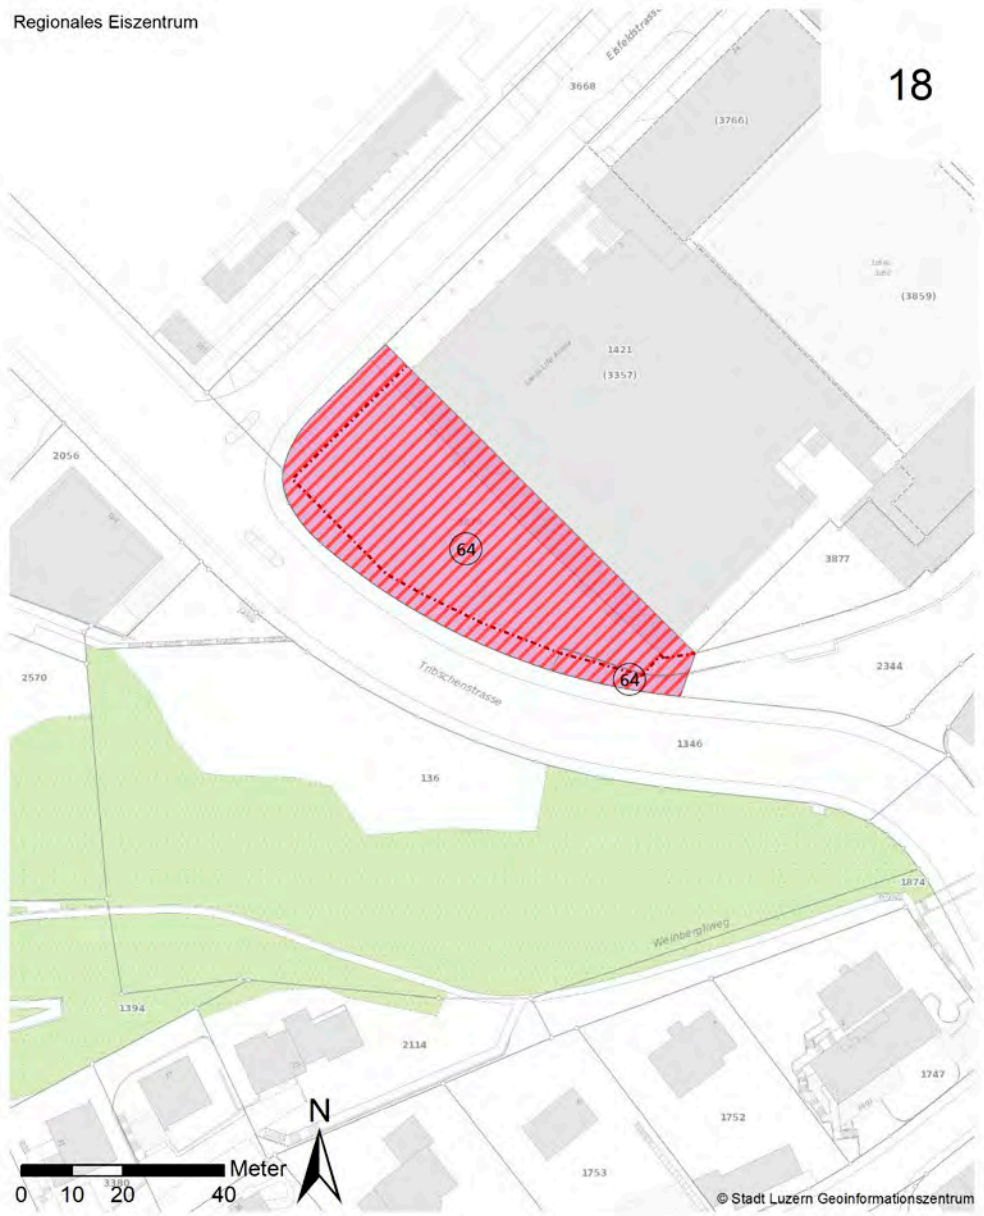 Regionales Eiszentrum
18
Eisfeldstrasse
3668
(3766)
(3859)
1421
(3357)
2056
64
3877
64
2344
2570
Tribschenstrasse
1346
136
1874
Weinbergliweg
1394
2114
1747
1752
1753
3380
N
Meter
0 10 20 40
© Stadt Luzern Geoinformationszentrum